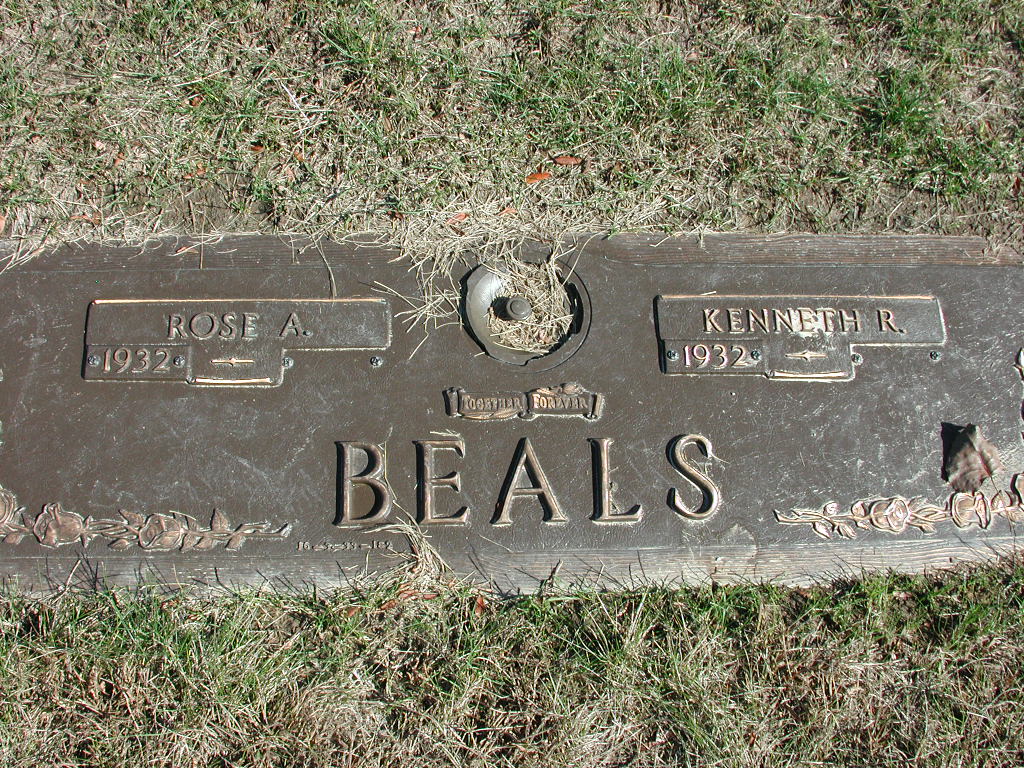 ROSE A.
1932
KENNETH R.
1932
TOGETHER FOREVER
BEALS